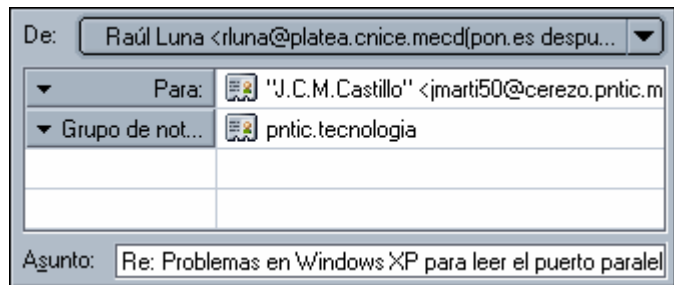 De: Raúl Luna <rluna@platea.cnice.mecd(pon.es despu...
Para: "J.C.M.Castillo" <jmarti50@cerezo.pntic.m
Grupo de not... pntic.tecnologia
Asunto: Re: Problemas en Windows XP para leer el puerto paralel